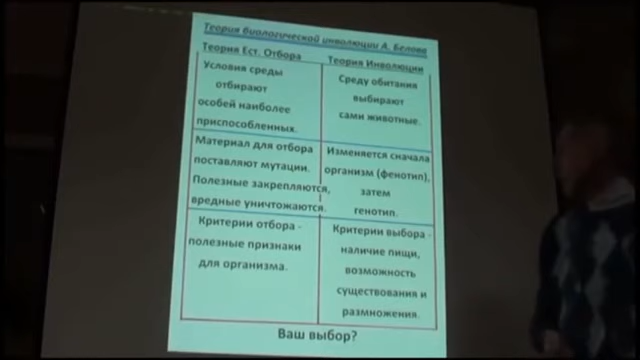 Теория биологической инволюции А. Белова
Теория Ест. Отбора
Условия среды
отбирают
особей наиболее
приспособленных.
Материал для отбора
поставляют мутации.
Полезные закрепляются,
вредные уничтожаются.
Критерии отбора -
полезные признаки
для организма.
Теория Инволюции
Среду обитания
выбирают
сами животные.
Изменяется сначала
организм (фенотип),
затем
генотип.
Критерии выбора -
наличие пищи,
возможность
существования и
размножения.
Ваш выбор?